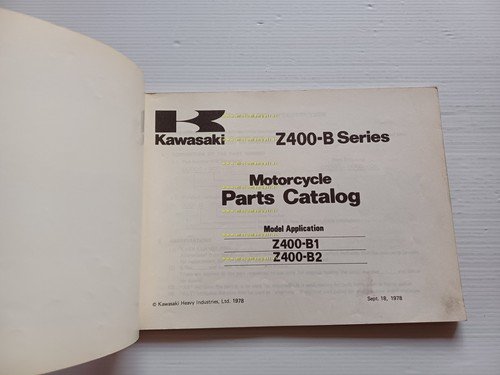 Kawasaki
Z400-B Series
Motorcycle
Parts Catalog
Model Application
Z400-B1
Z400-B2
© Kawasaki Heavy Industries, Ltd. 1978
Sept. 18, 1978